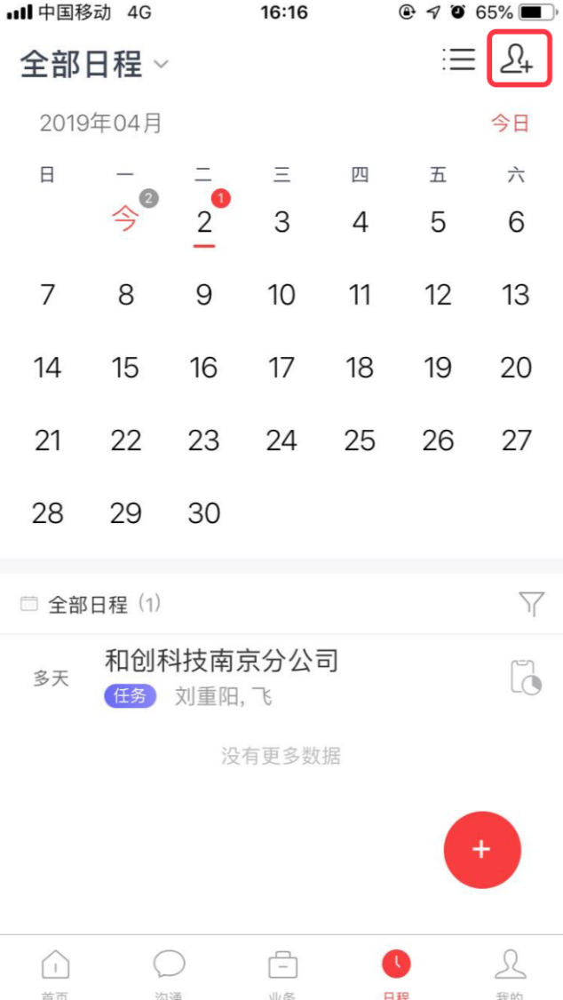 中国移动 4G 16:16 65%
全部日程
2019年04月 今日
日 一 二 三 四 五 六
2 1
今 2 3 4 5 6
7 8 9 10 11 12 13
14 15 16 17 18 19 20
21 22 23 24 25 26 27
28 29 30
全部日程 (1)
多天 和创科技南京分公司
任务 刘重阳, 飞
没有更多数据
+
首页 沟通 业务 日程 我的